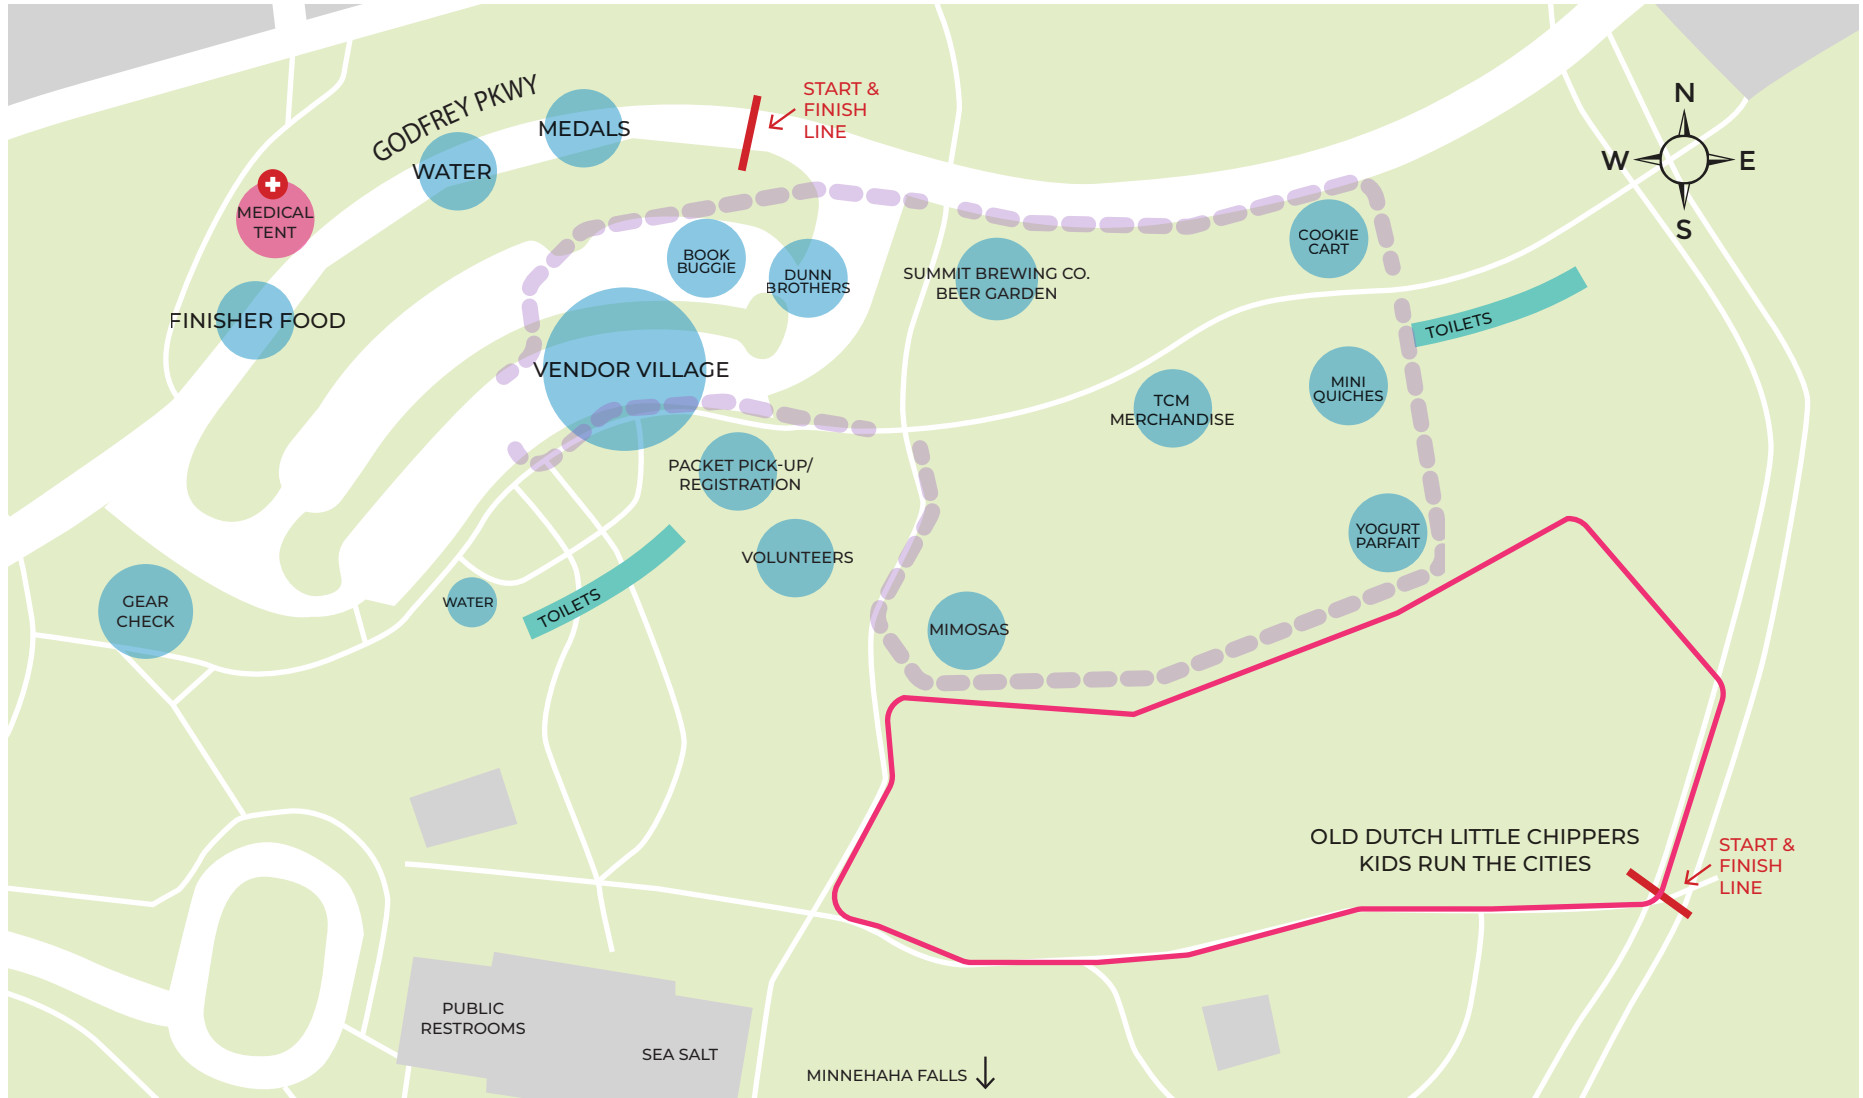 START &
FINISH
LINE
GODFREY PKWY
MEDALS
WATER
MEDICAL
TENT
FINISHER FOOD
BOOK
BUGGIE
DUNN
BROTHERS
VENDOR VILLAGE
SUMMIT BREWING CO.
BEER GARDEN
COOKIE
CART
N
W
E
S
TOILETS
MINI
QUICHES
TCM
MERCHANDISE
PACKET PICK-UP/
REGISTRATION
VOLUNTEERS
YOGURT
PARFAIT
GEAR
CHECK
WATER
TOILETS
MIMOSAS
OLD DUTCH LITTLE CHIPPERS
KIDS RUN THE CITIES
START &
FINISH
LINE
PUBLIC
RESTROOMS
SEA SALT
MINNEHAHA FALLS